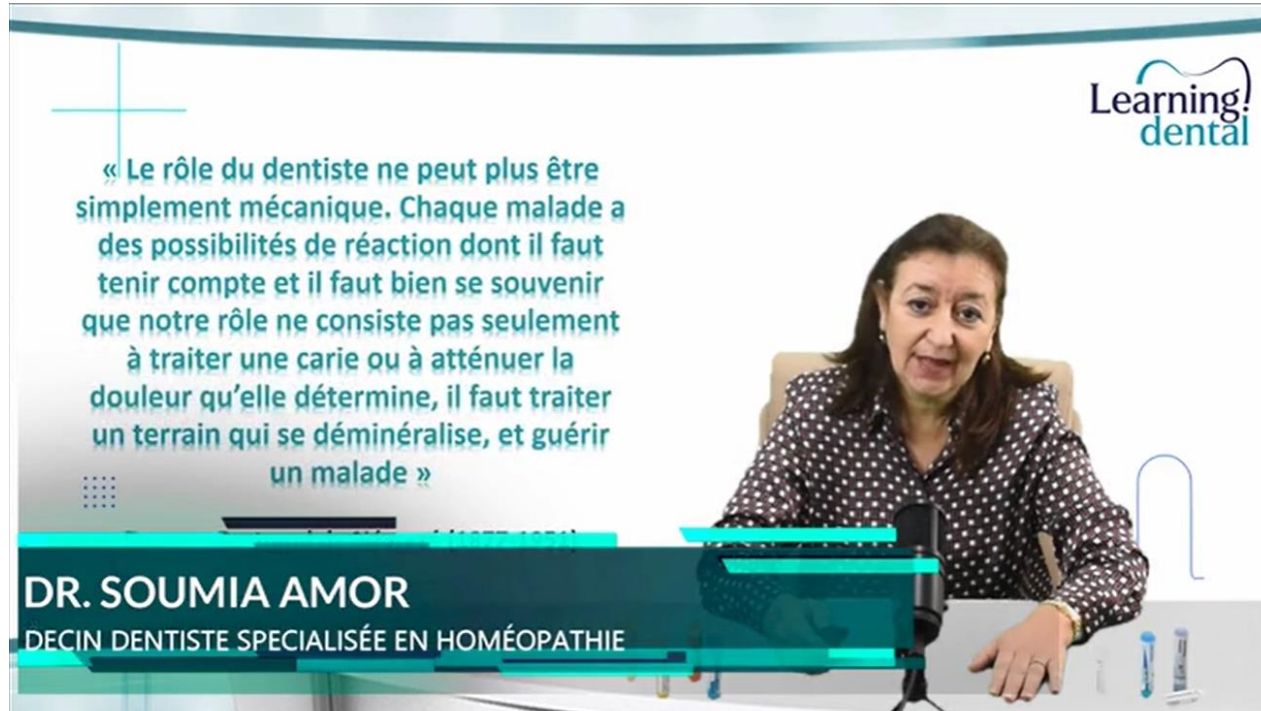 Learning!
dental
« Le rôle du dentiste ne peut plus être
simplement mécanique. Chaque malade a
des possibilités de réaction dont il faut
tenir compte et il faut bien se souvenir
que notre rôle ne consiste pas seulement
à traiter une carie ou à atténuer la
douleur qu'elle détermine, il faut traiter
un terrain qui se déminéralise, et guérir
un malade »
(1877-1951)
DR. SOUMIA AMOR
DECIN DENTISTE SPECIALISÉE EN HOMÉOPATHIE